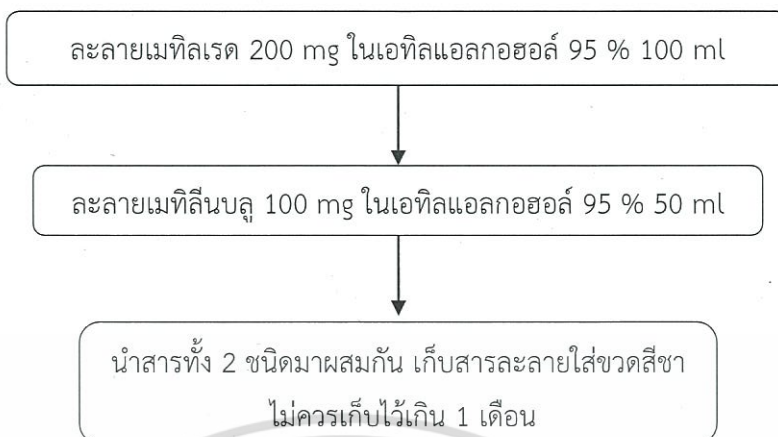 ละลายเมทิลเรด 200 mg ในเอทิลแอลกอฮอล์ 95 % 100 ml
ละลายเมทิลีนบลู 100 mg ในเอทิลแอลกอฮอล์ 95 % 50 ml
นำสารทั้ง 2 ชนิดมาผสมกัน เก็บสารละลายใส่ขวดสีชา
ไม่ควรเก็บไว้เกิน 1 เดือน